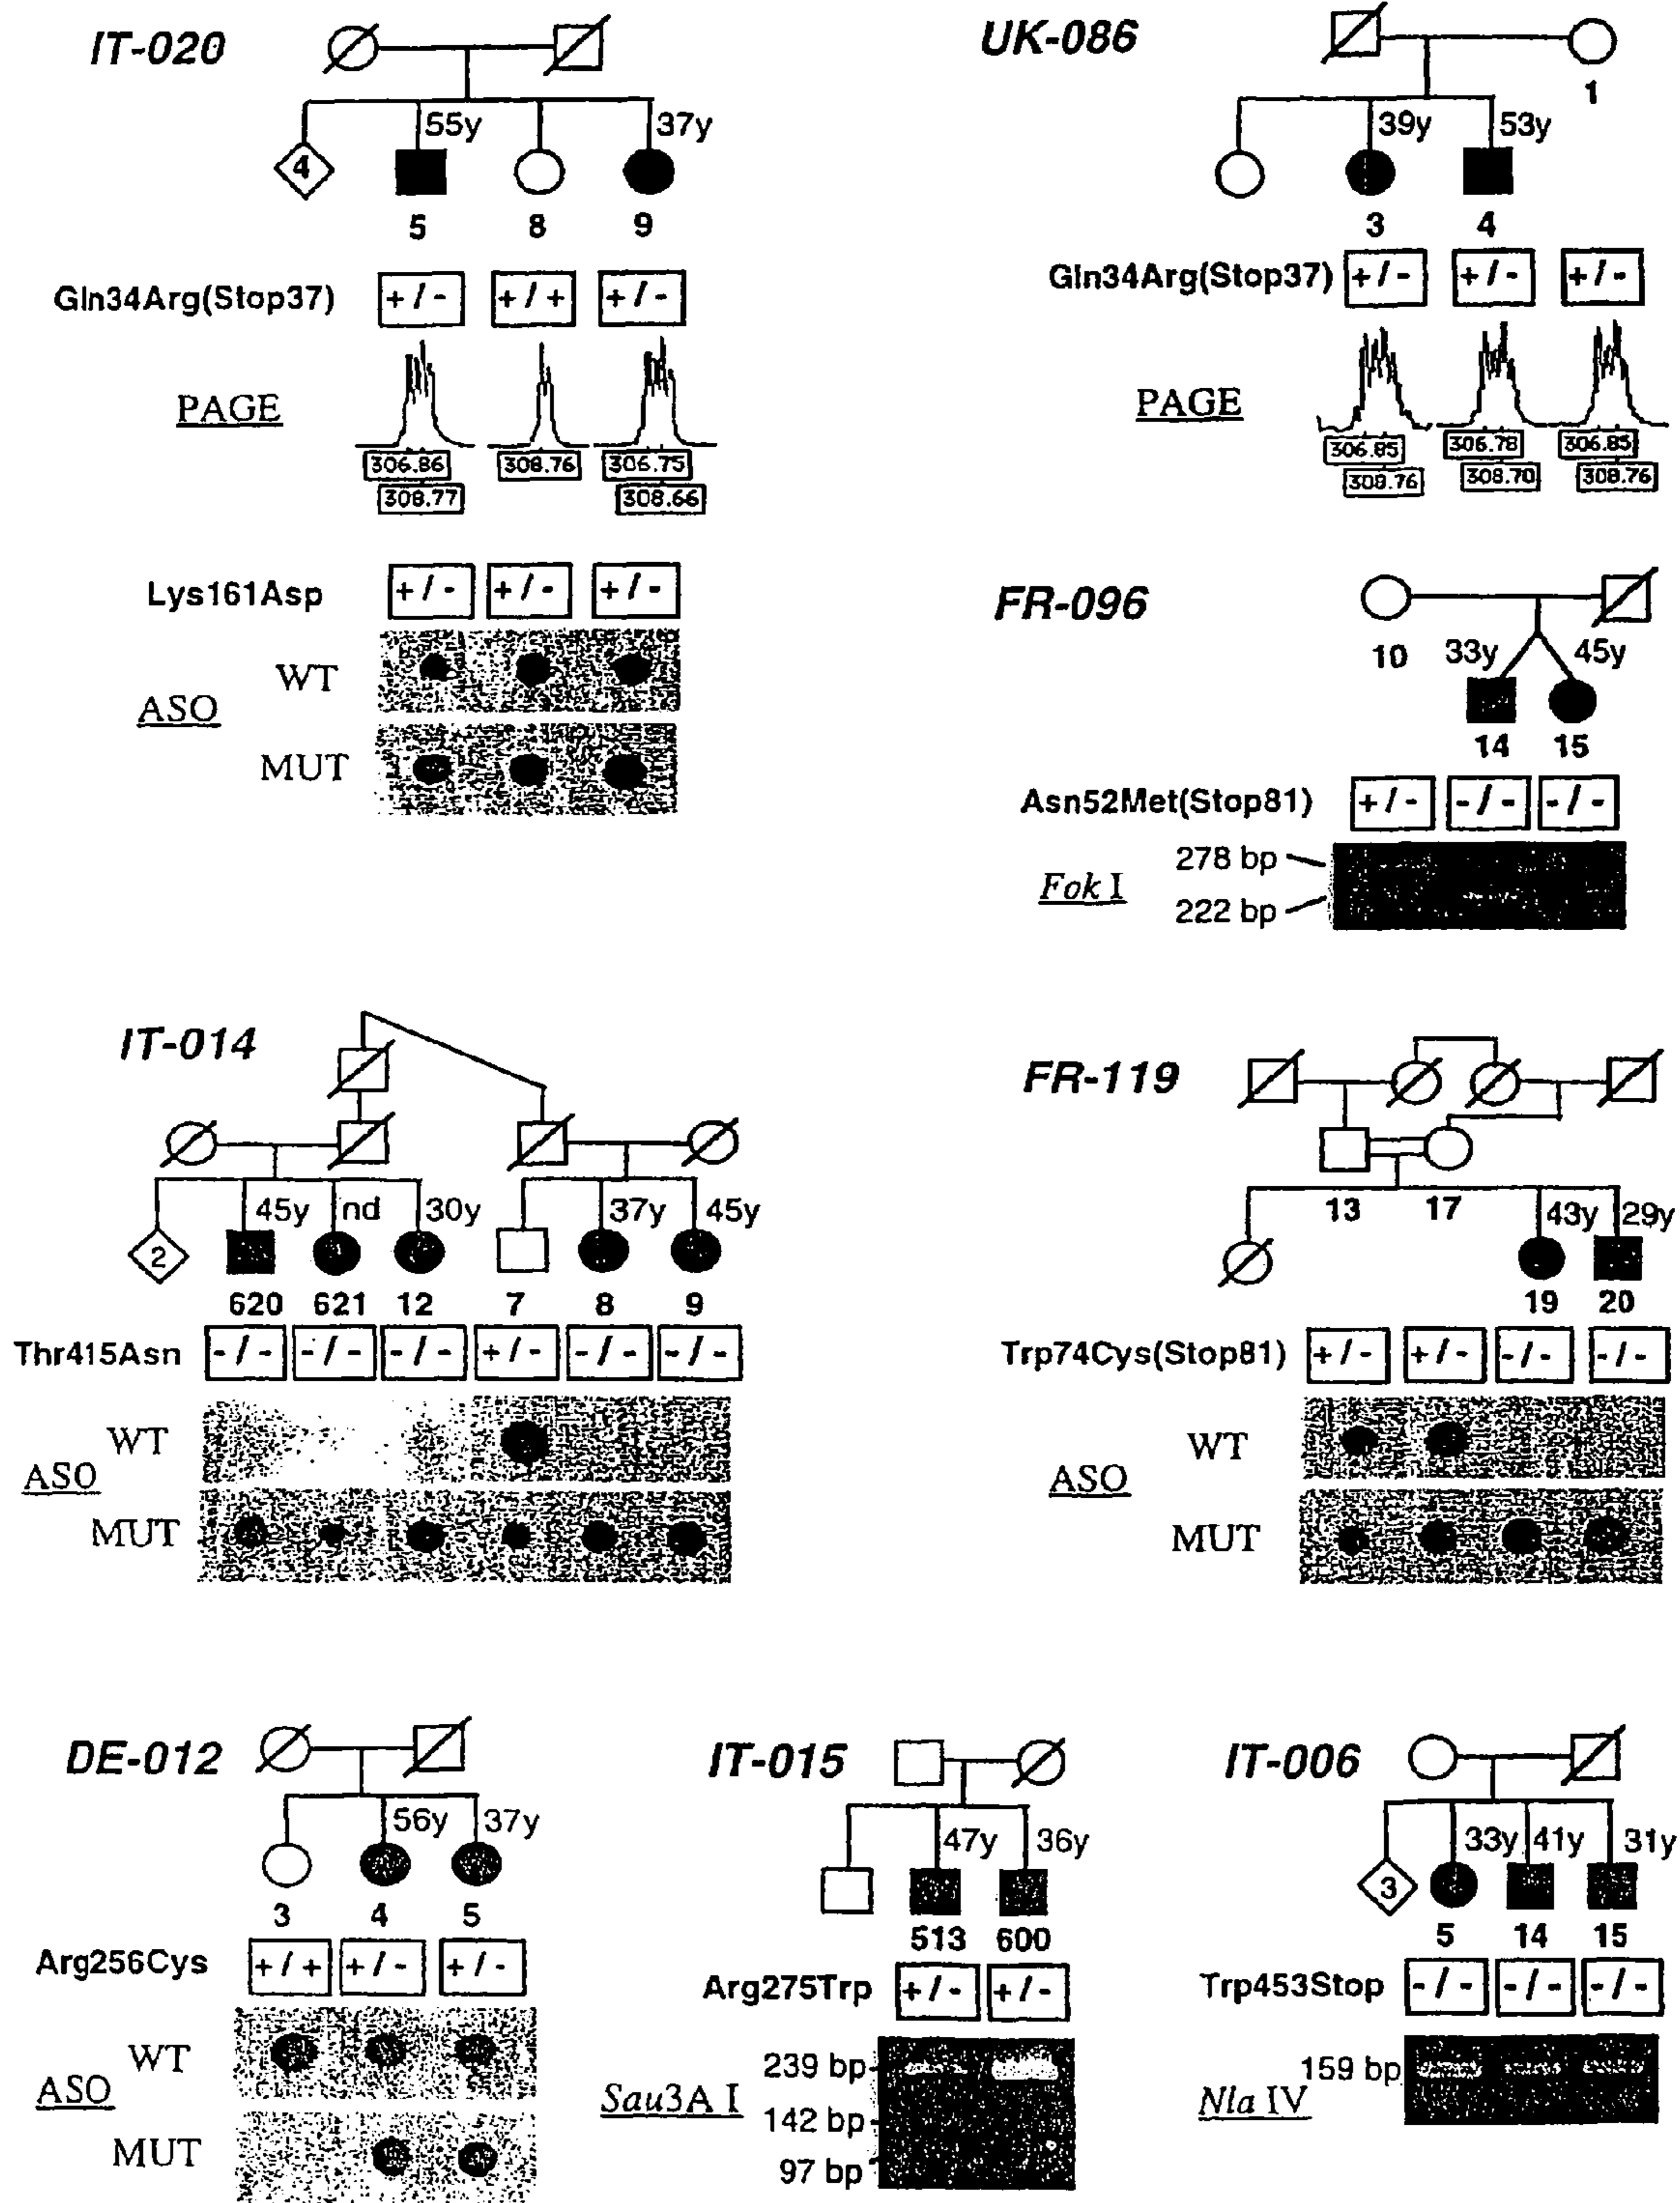 IT-020
55y 37y
4
5 8 9
Gln34Arg(Stop37) +/- +/+ +/-
PAGE
306.86 308.76 306.75
308.77 308.66
Lys161Asp +/- +/- +/-
WT
ASO
MUT
UK-086
1
39y 53y
3 4
Gln34Arg(Stop37) +/- +/- +/-
PAGE
306.85 306.78 306.85
308.76 308.70 308.76
FR-096
10 33y 45y
14 15
Asn52Met(Stop81) +/- -/- -/-
278 bp
Fok I
222 bp
IT-014
45y nd 30y 37y 45y
2
620 621 12 7 8 9
Thr415Asn -/- -/- -/- +/- -/- -/-
WT
ASO
MUT
FR-119
13 17 43y 29y
19 20
Trp74Cys(Stop81) +/- +/- -/- -/-
WT
ASO
MUT
DE-012
56y 37y
3 4 5
Arg256Cys +/+ +/- +/-
WT
ASO
MUT
IT-015
47y 36y
513 600
Arg275Trp +/- +/-
239 bp
Sau3A I
142 bp
97 bp
IT-006
33y 41y 31y
3
5 14 15
Trp453Stop -/- -/- -/-
159 bp
Nla IV